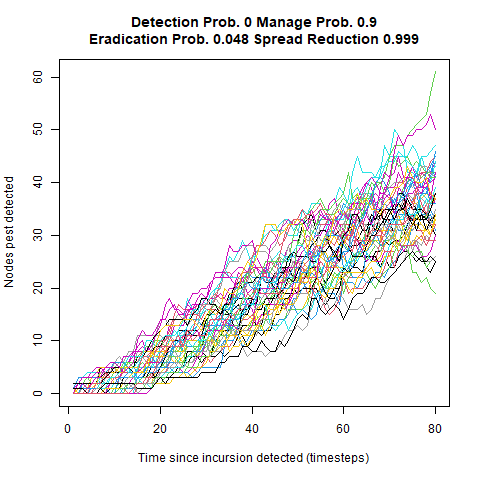 Detection Prob. 0 Manage Prob. 0.9
Eradication Prob. 0.048 Spread Reduction 0.999
Nodes pest detected
60
50
40
30
20
10
0
0 20 40 60 80
Time since incursion detected (timesteps)